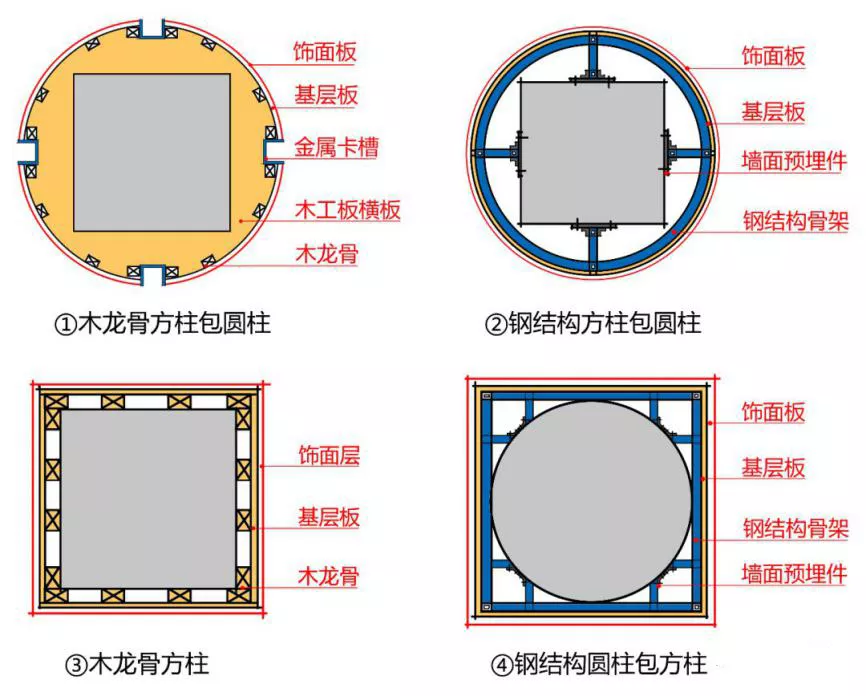 饰面板
基层板
金属卡槽
木工板横板
木龙骨
①木龙骨方柱包圆柱
饰面板
基层板
墙面预埋件
钢结构骨架
②钢结构方柱包圆柱
饰面层
基层板
木龙骨
③木龙骨方柱
饰面板
基层板
钢结构骨架
墙面预埋件
④钢结构圆柱包方柱